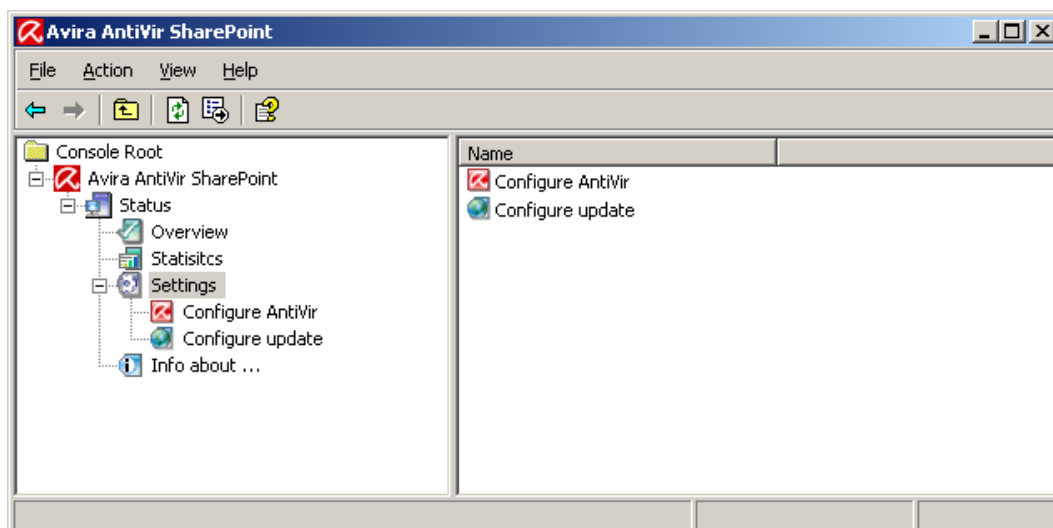 Avira AntiVir SharePoint
File Action View Help
Console Root
Avira AntiVir SharePoint
Status
Overview
Statisitcs
Settings
Configure AntiVir
Configure update
Info about ...
Name
Configure AntiVir
Configure update